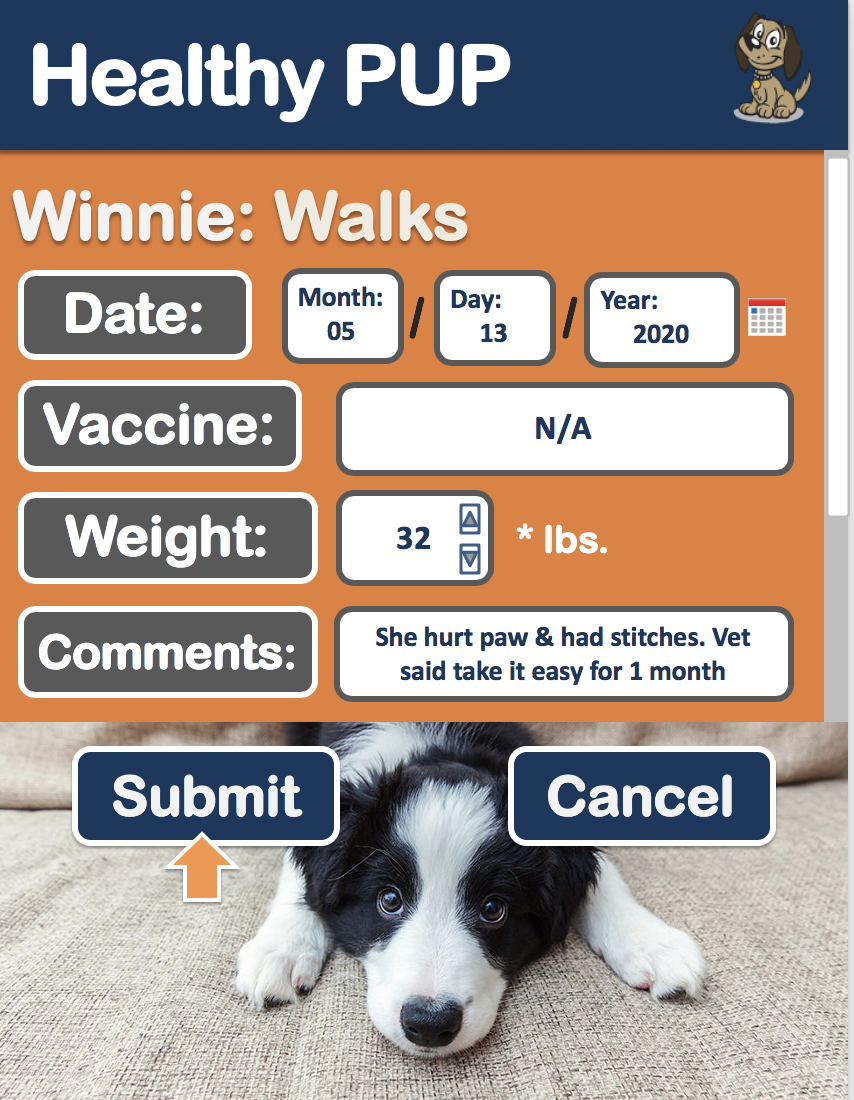 Healthy PUP
Winnie: Walks
Date:
Month:
05
/
Day:
13
/
Year:
2020
Vaccine:
N/A
Weight:
32
* lbs.
Comments:
She hurt paw & had stitches. Vet
said take it easy for 1 month
Submit
Cancel